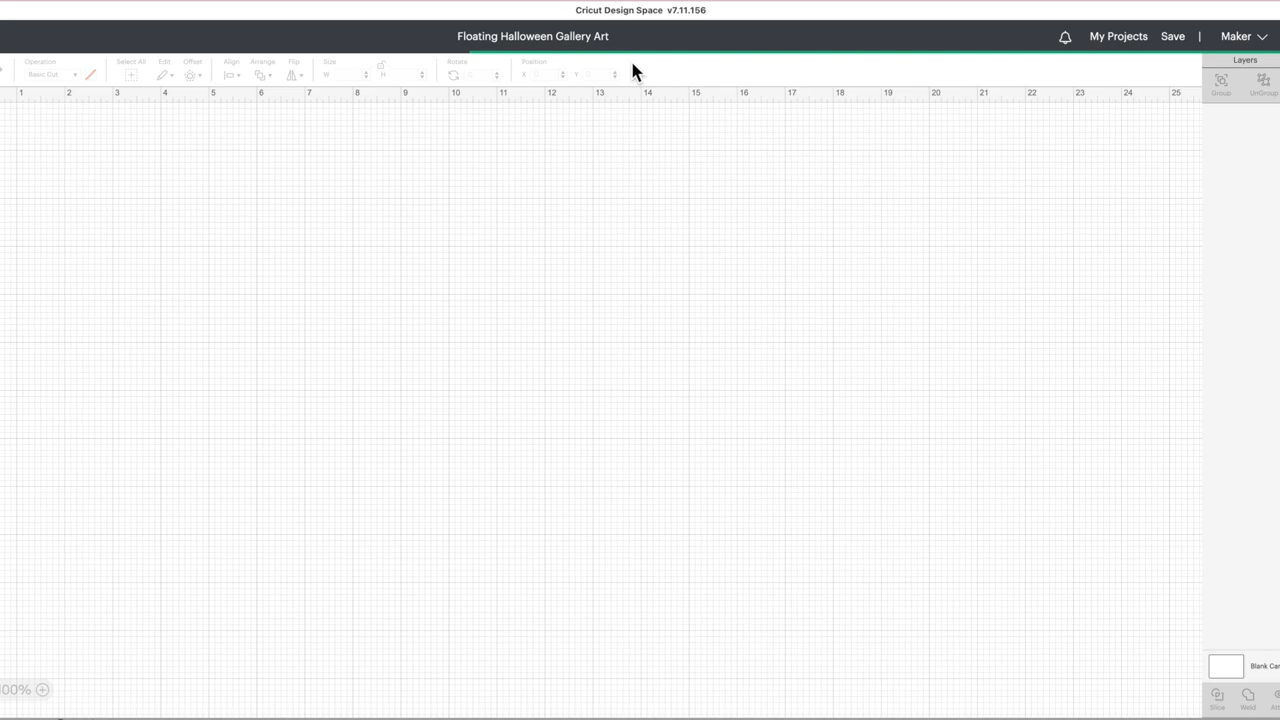 Cricut Design Space v7.11.156
Floating Halloween Gallery Art
My Projects
Save
|
Maker
Operation
Select All
Edit
Offset
Align
Arrange
Flip
Size
Rotate
Position
Basic Cut
W
H
X
Y
Layers
Group
UnGroup
1 2 3 4 5 6 7 8 9 10 11 12 13 14 15 16 17 18 19 20 21 22 23 24 25
Blank Can
100%
Slice
Weld